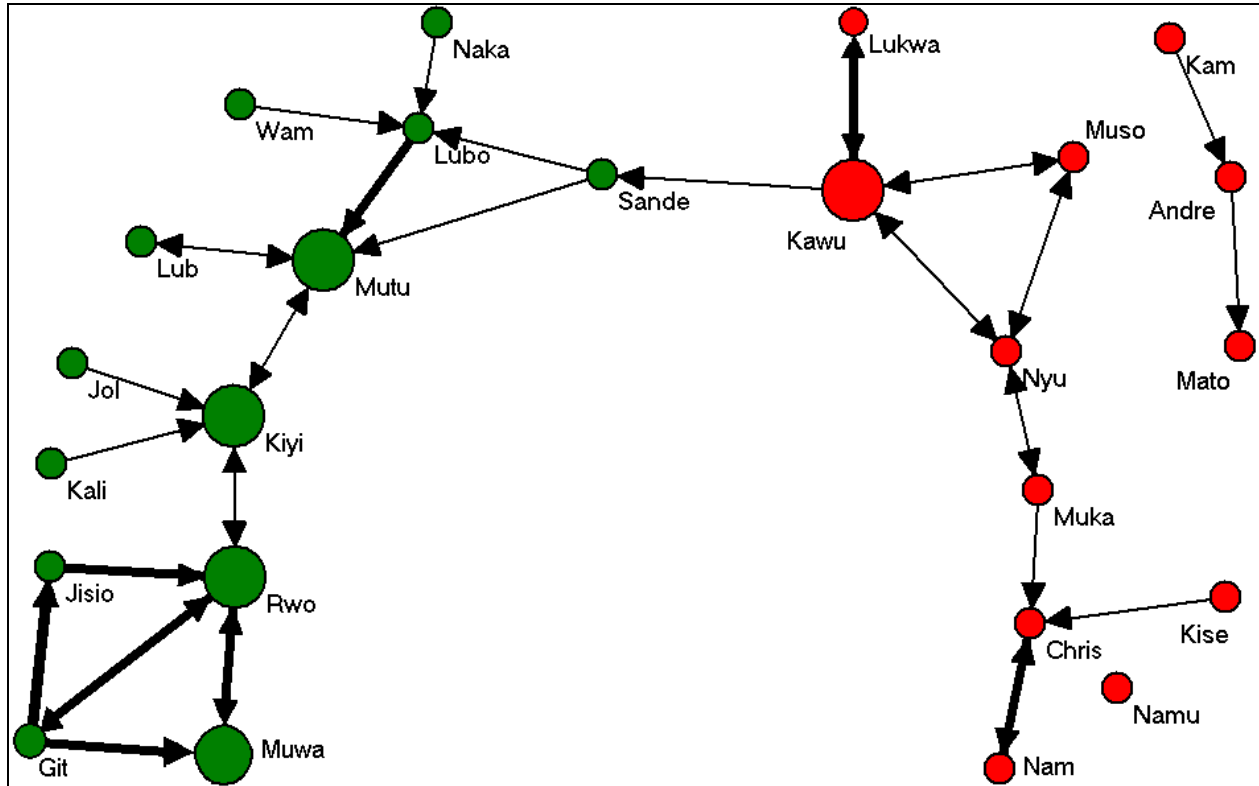 Naka
Lukwa
Kam
Wam
Muso
Lubo
Sande
Andre
Kawu
Lub
Mutu
Nyu
Mato
Jol
Kiyi
Kali
Muka
Jisio
Rwo
Kise
Chris
Namu
Muwa
Git
Nam